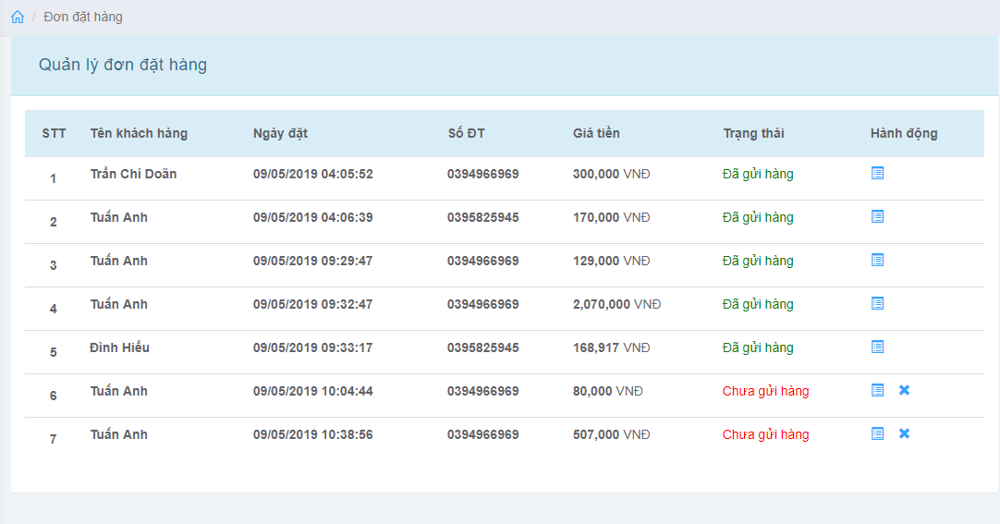 / Đơn đặt hàng
Quản lý đơn đặt hàng
STT Tên khách hàng Ngày đặt Số ĐT Giá tiền Trạng thái Hành động
1 Trần Chí Doãn 09/05/2019 04:05:52 0394966969 300,000 VNĐ Đã gửi hàng
2 Tuấn Anh 09/05/2019 04:06:39 0395825945 170,000 VNĐ Đã gửi hàng
3 Tuấn Anh 09/05/2019 09:29:47 0394966969 129,000 VNĐ Đã gửi hàng
4 Tuấn Anh 09/05/2019 09:32:47 0394966969 2,070,000 VNĐ Đã gửi hàng
5 Đình Hiếu 09/05/2019 09:33:17 0395825945 168,917 VNĐ Đã gửi hàng
6 Tuấn Anh 09/05/2019 10:04:44 0394966969 80,000 VNĐ Chưa gửi hàng
7 Tuấn Anh 09/05/2019 10:38:56 0394966969 507,000 VNĐ Chưa gửi hàng